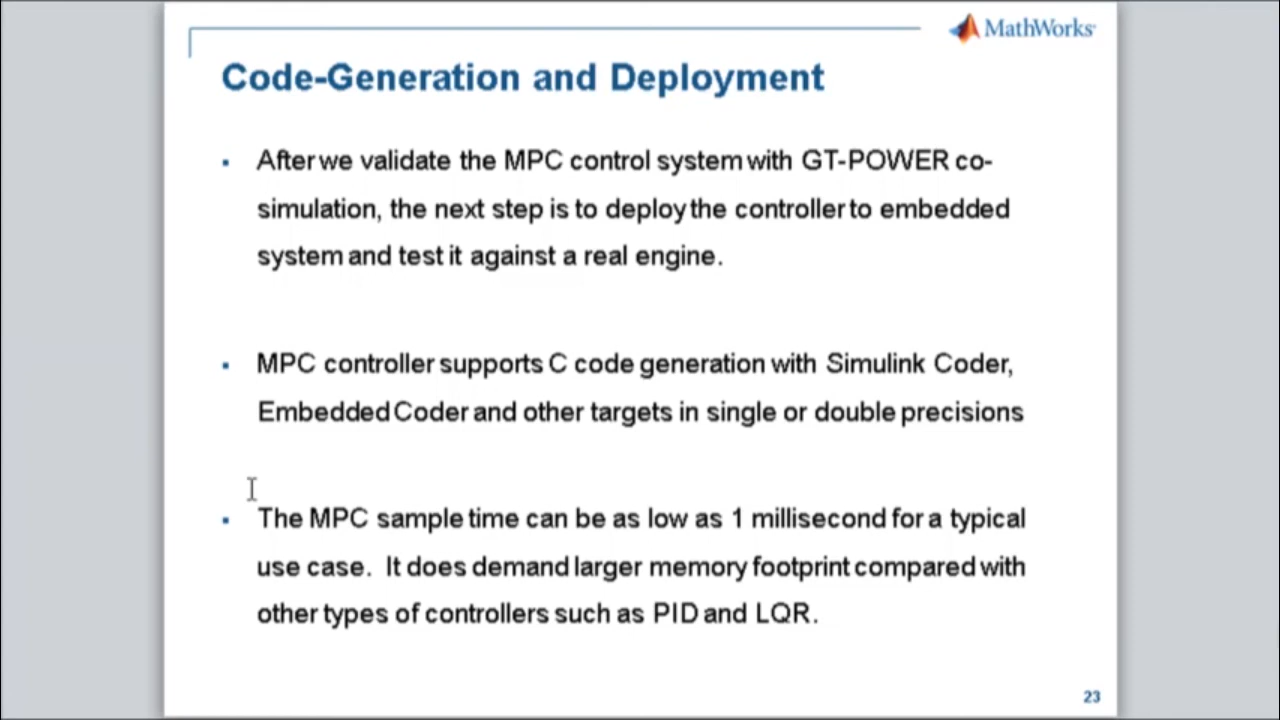 MathWorks
Code-Generation and Deployment
▪ After we validate the MPC control system with GT-POWER co-
simulation, the next step is to deploy the controller to embedded
system and test it against a real engine.
▪ MPC controller supports C code generation with Simulink Coder,
Embedded Coder and other targets in single or double precisions
▪ The MPC sample time can be as low as 1 millisecond for a typical
use case. It does demand larger memory footprint compared with
other types of controllers such as PID and LQR.
23